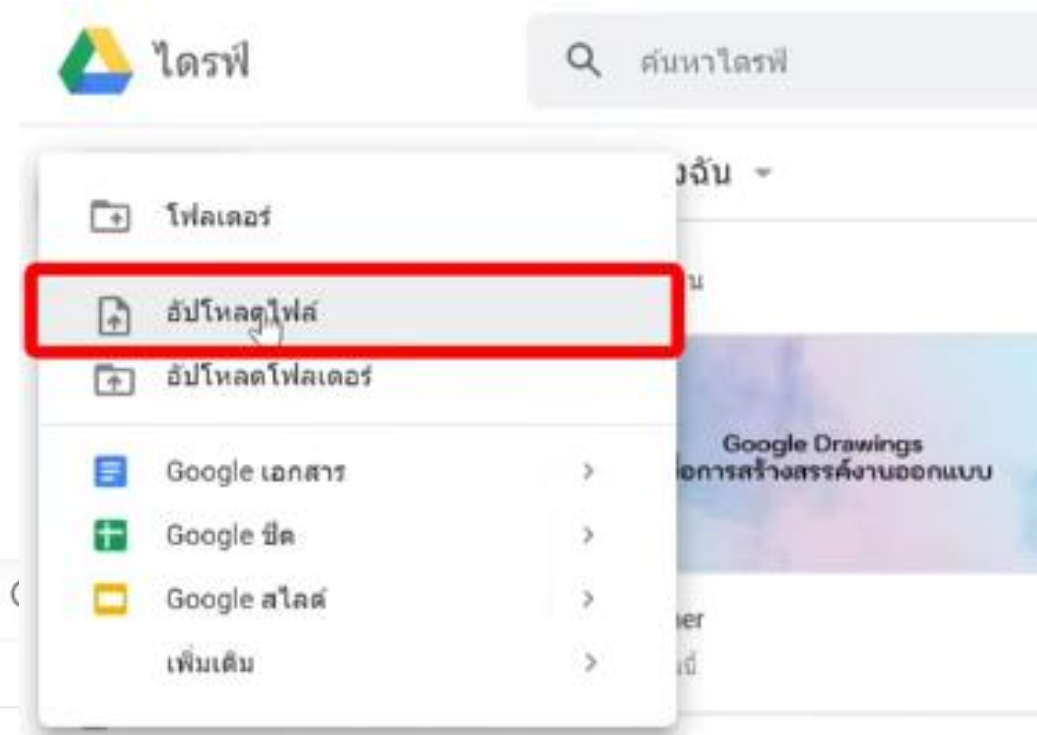 ไดรฟ์
ค้นหาไดรฟ์
งฉัน
โฟลเดอร์
น
อัปโหลดไฟล์
อัปโหลดโฟลเดอร์
Google Drawings
อการสร้างสรรค์งานออกแบบ
Google เอกสาร
Google ชีต
Google สไลด์
ner
เพิ่มเติม
นนี้